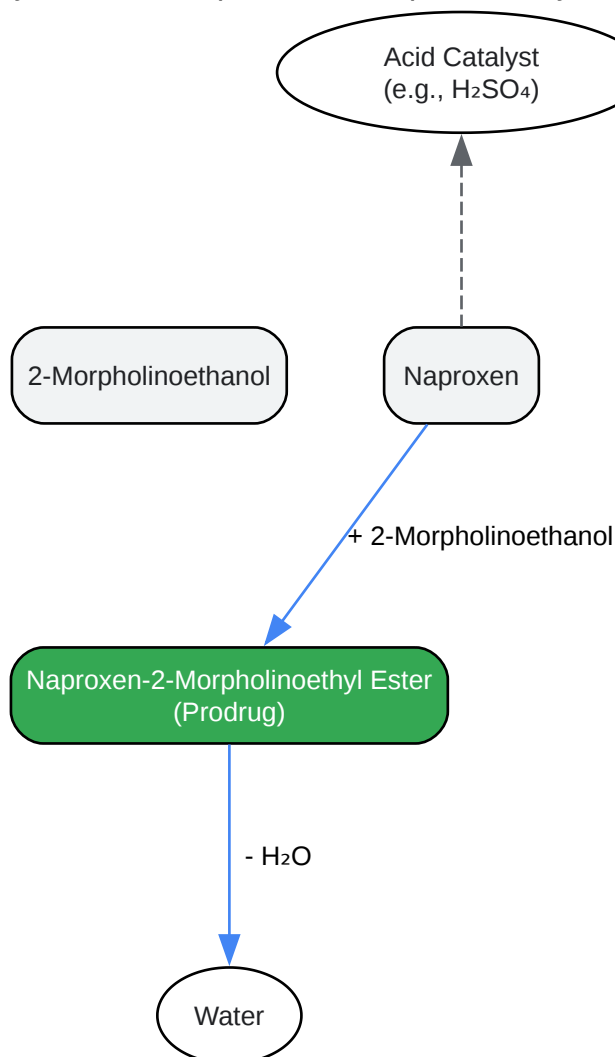 Acid Catalyst
(e.g., H₂SO₄)
2-Morpholinoethanol
Naproxen
+ 2-Morpholinoethanol
Naproxen-2-Morpholinoethyl Ester
(Prodrug)
- H₂O
Water